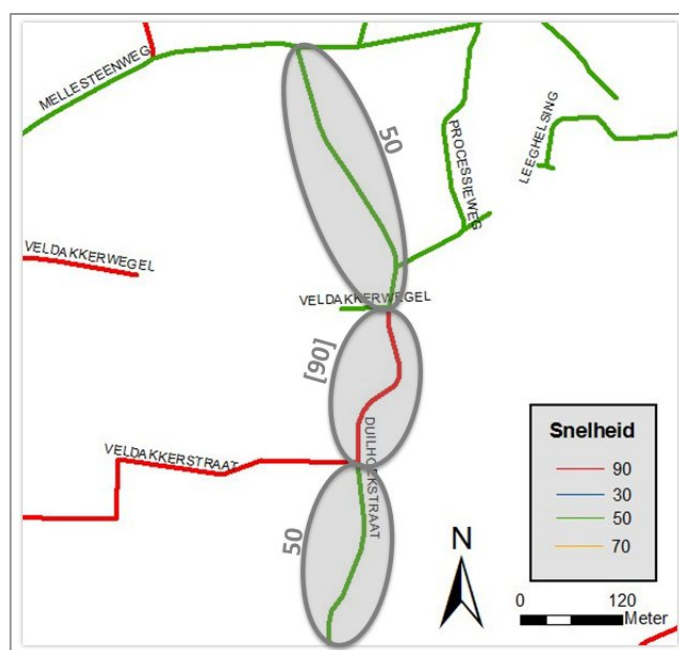 MELLESTEENWEG
50
PROCESSIEWEG
LEEGHELSING
VELDAKKERWEGEL
VELDAKKERWEGEL
[90]
DUILHOEKSTRAAT
VELDAKKERSTRAAT
50
Snelheid
90
30
50
70
N
0 120
Meter